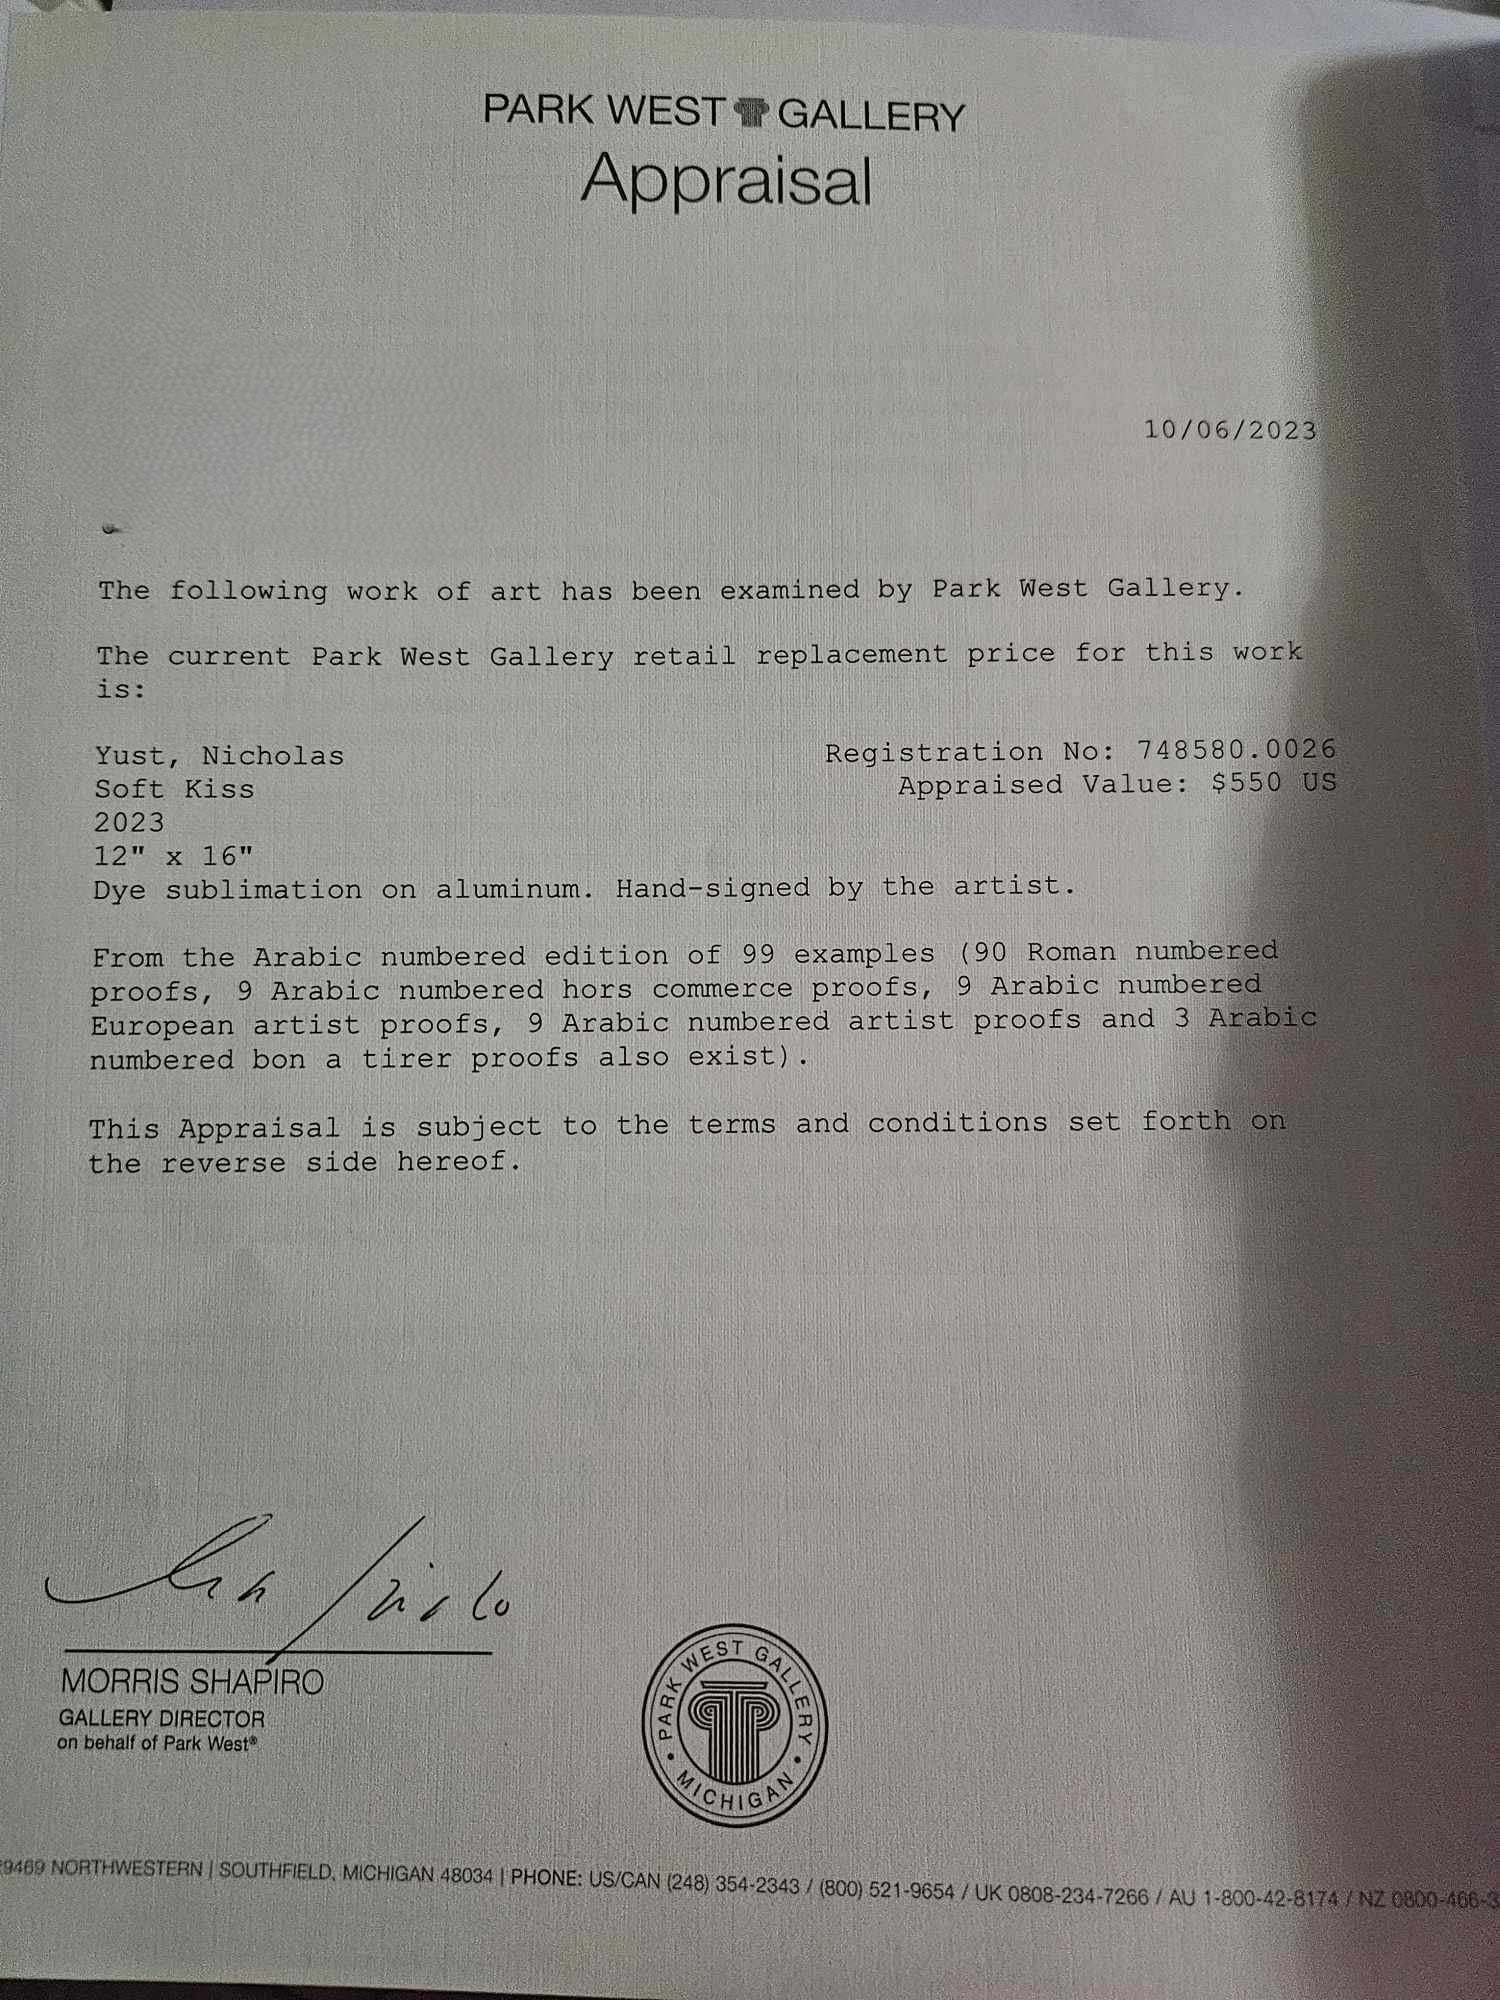 PARK WEST GALLERY
Appraisal
10/06/2023
The following work of art has been examined by Park West Gallery.
The current Park West Gallery retail replacement price for this work
is:
Yust, Nicholas
Registration No: 748580.0026
Soft Kiss
Appraised Value: $550 US
2023
12" x 16"
Dye sublimation on aluminum. Hand-signed by the artist.
From the Arabic numbered edition of 99 examples (90 Roman numbered
proofs, 9 Arabic numbered hors commerce proofs, 9 Arabic numbered
European artist proofs, 9 Arabic numbered artist proofs and 3 Arabic
numbered bon a tirer proofs also exist).
This Appraisal is subject to the terms and conditions set forth on
the reverse side hereof.
MORRIS SHAPIRO
GALLERY DIRECTOR
on behalf of Park West®
PARK WEST GALLERY
• MICHIGAN •
9469 NORTHWESTERN | SOUTHFIELD, MICHIGAN 48034 | PHONE: US/CAN (248) 354-2343 / (800) 521-9654 / UK 0808-234-7266 / AU 1-800-42-8174 / NZ 0800-466-3